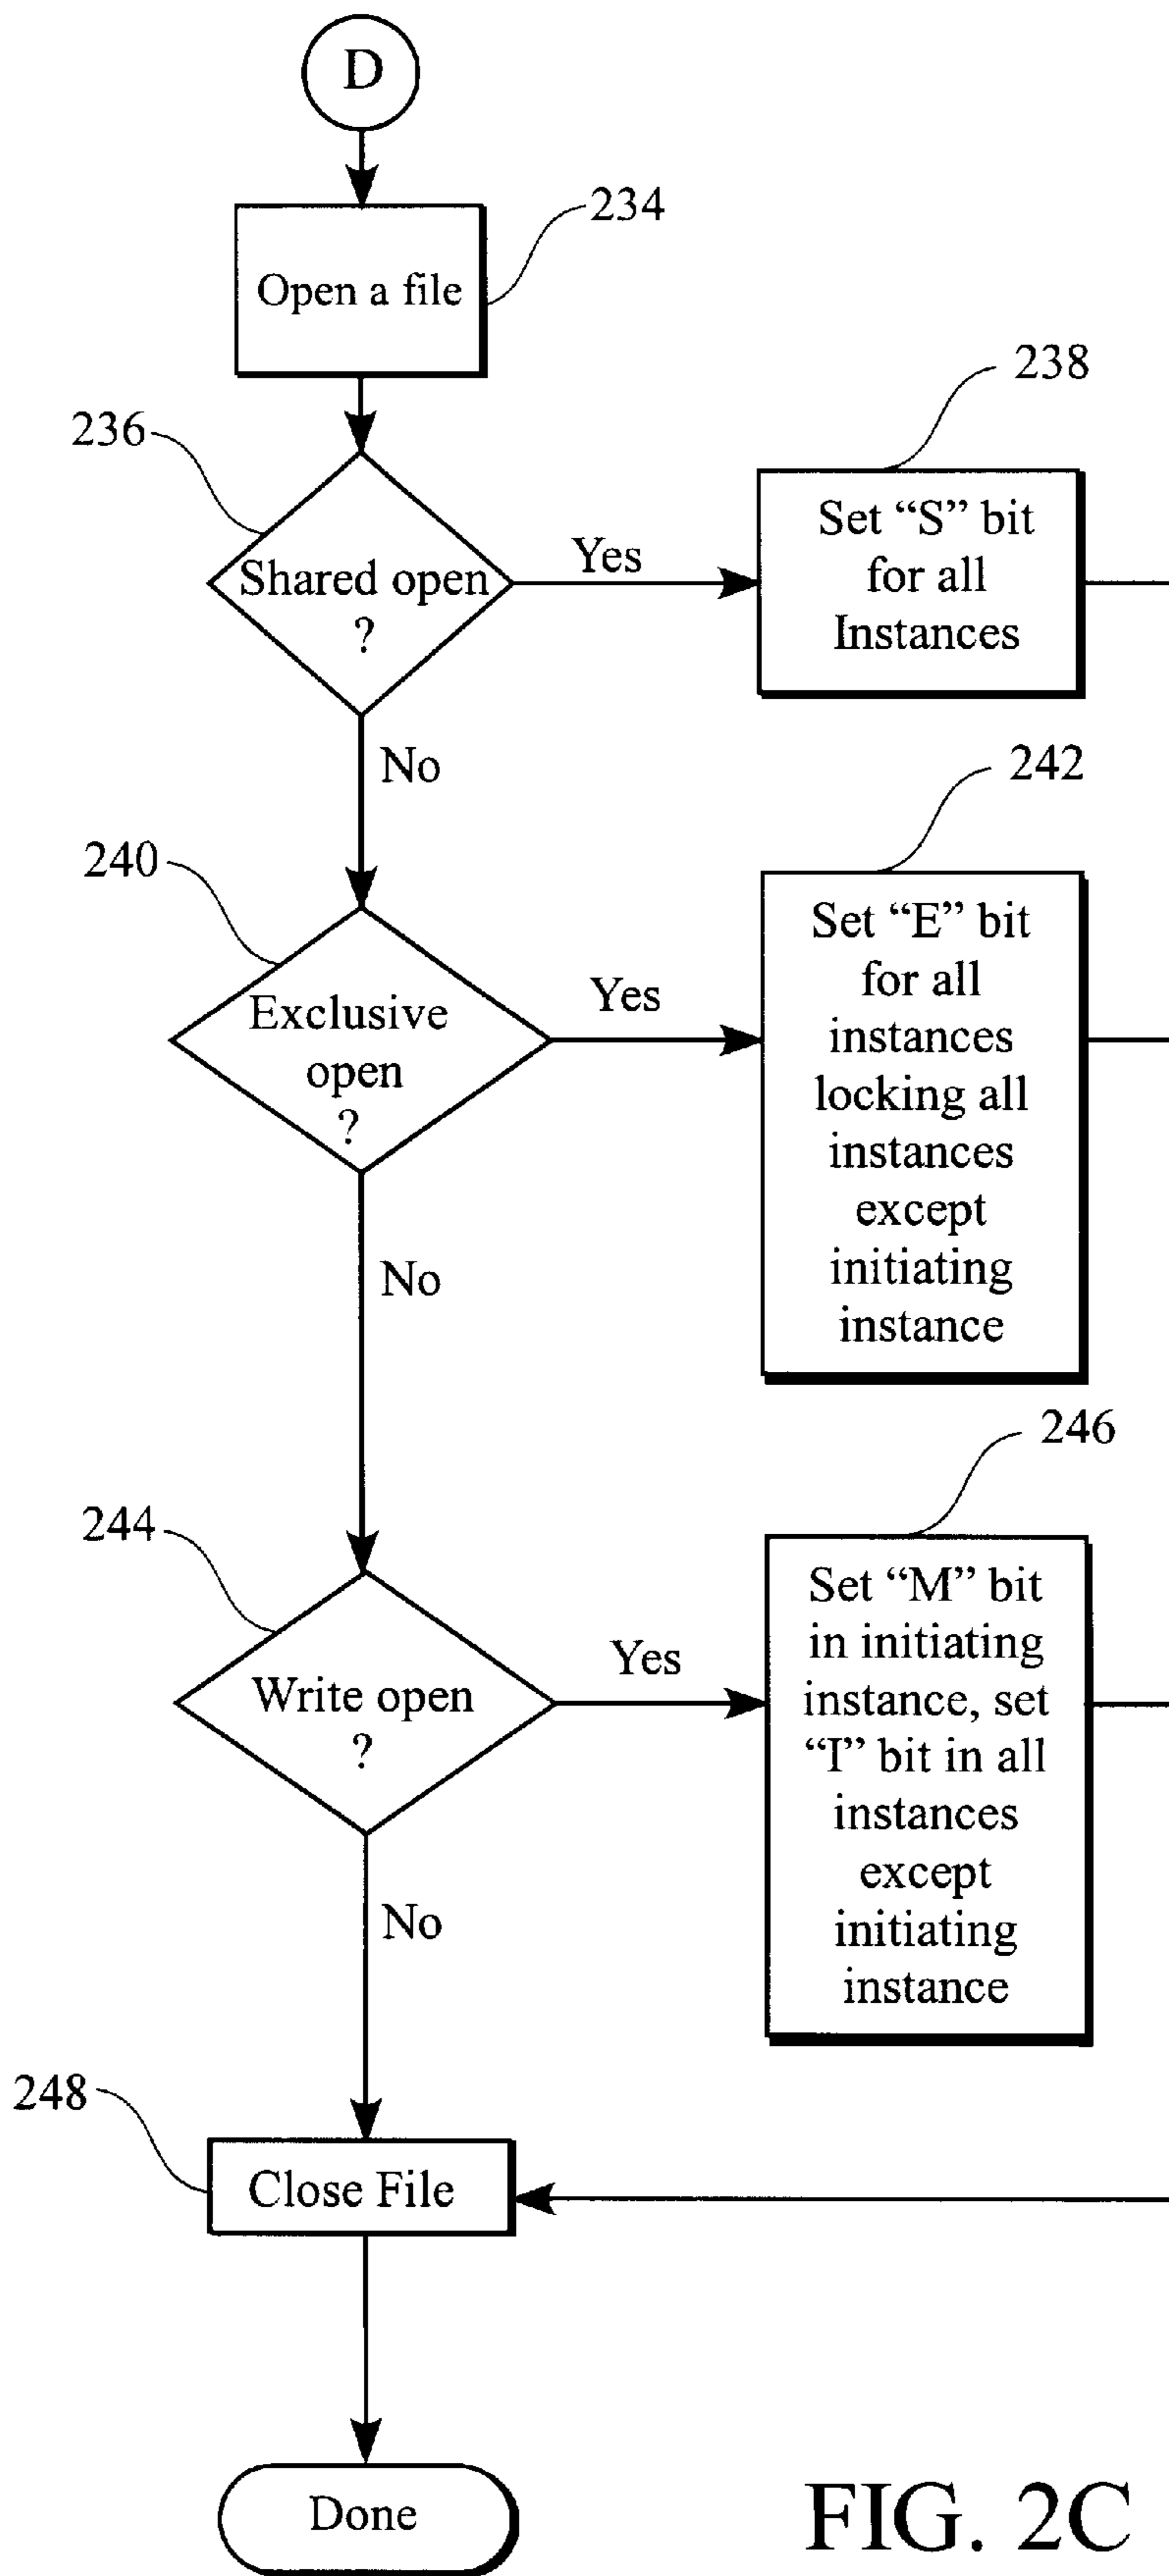 D
234
Open a file
238
236
Set “S” bit
for all
Instances
Yes
Shared open
?
No
242
240
Set “E” bit
for all
instances
locking all
instances
except
initiating
instance
Yes
Exclusive
open
?
No
246
244
Set “M” bit
in initiating
instance, set
“I” bit in all
instances
except
initiating
instance
Yes
Write open
?
No
248
Close File
Done
FIG. 2C